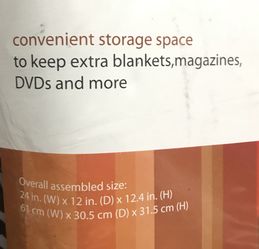 convenient storage space
to keep extra blankets,magazines,
DVDs and more
Overall assembled size:
24 in. (W) x 12 in. (D) x 12.4 in. (H)
61 cm (W) x 30.5 cm (D) x 31.5 cm (H)